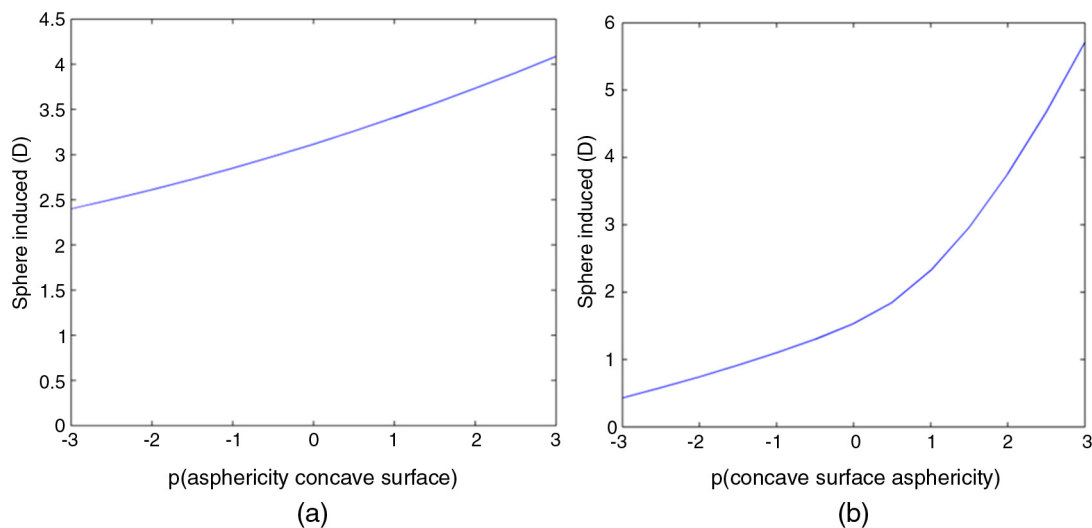 4.5
4
3.5
3
2.5
2
1.5
1
0.5
0
Sphere induced (D)
-3 -2 -1 0 1 2 3
p(asphericity concave surface)
(a)
6
5
4
3
2
1
0
Sphere induced (D)
-3 -2 -1 0 1 2 3
p(concave surface asphericity)
(b)